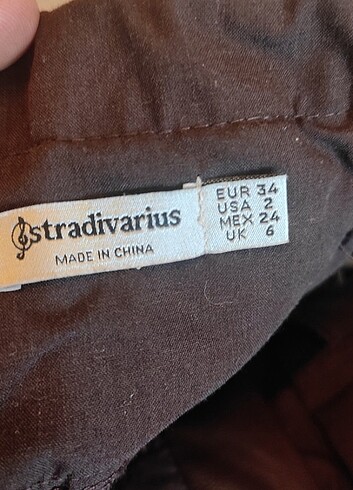 stradivarius
MADE IN CHINA
EUR 34
USA 2
MEX 24
UK 6